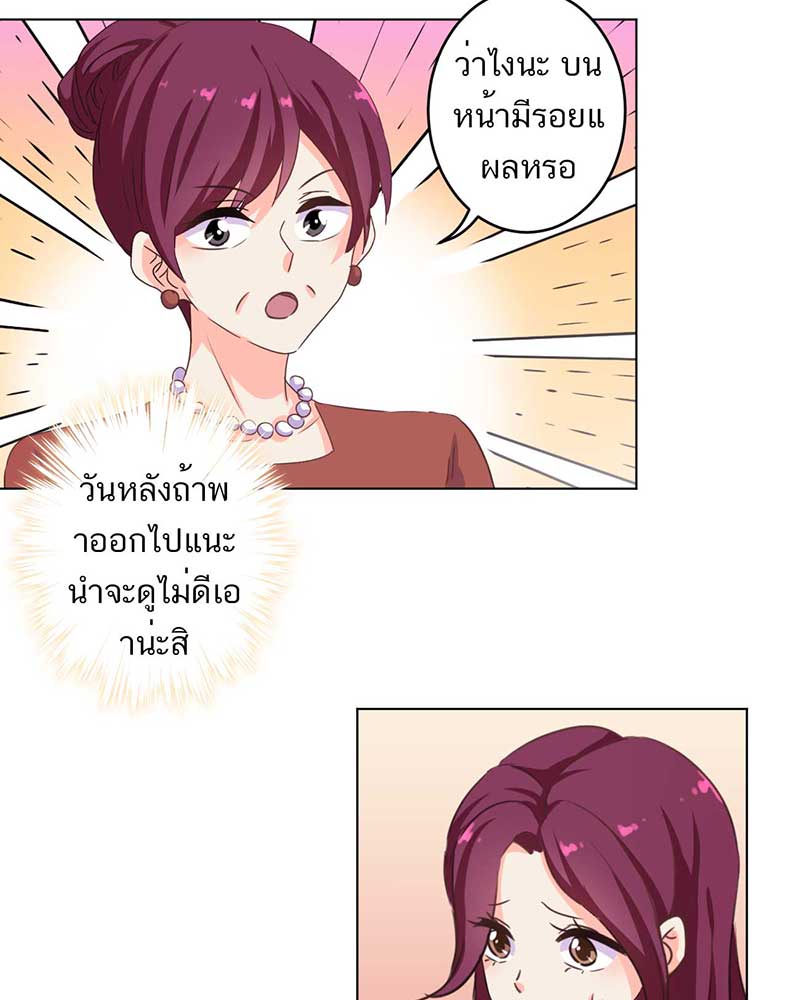 ว่าไงนะ บน
หน้ามีรอยแ
ผลหรอ
วันหลังถ้าพ
าออกไปแนะ
นำจะดูไม่ดีเอ
าน่ะสิ